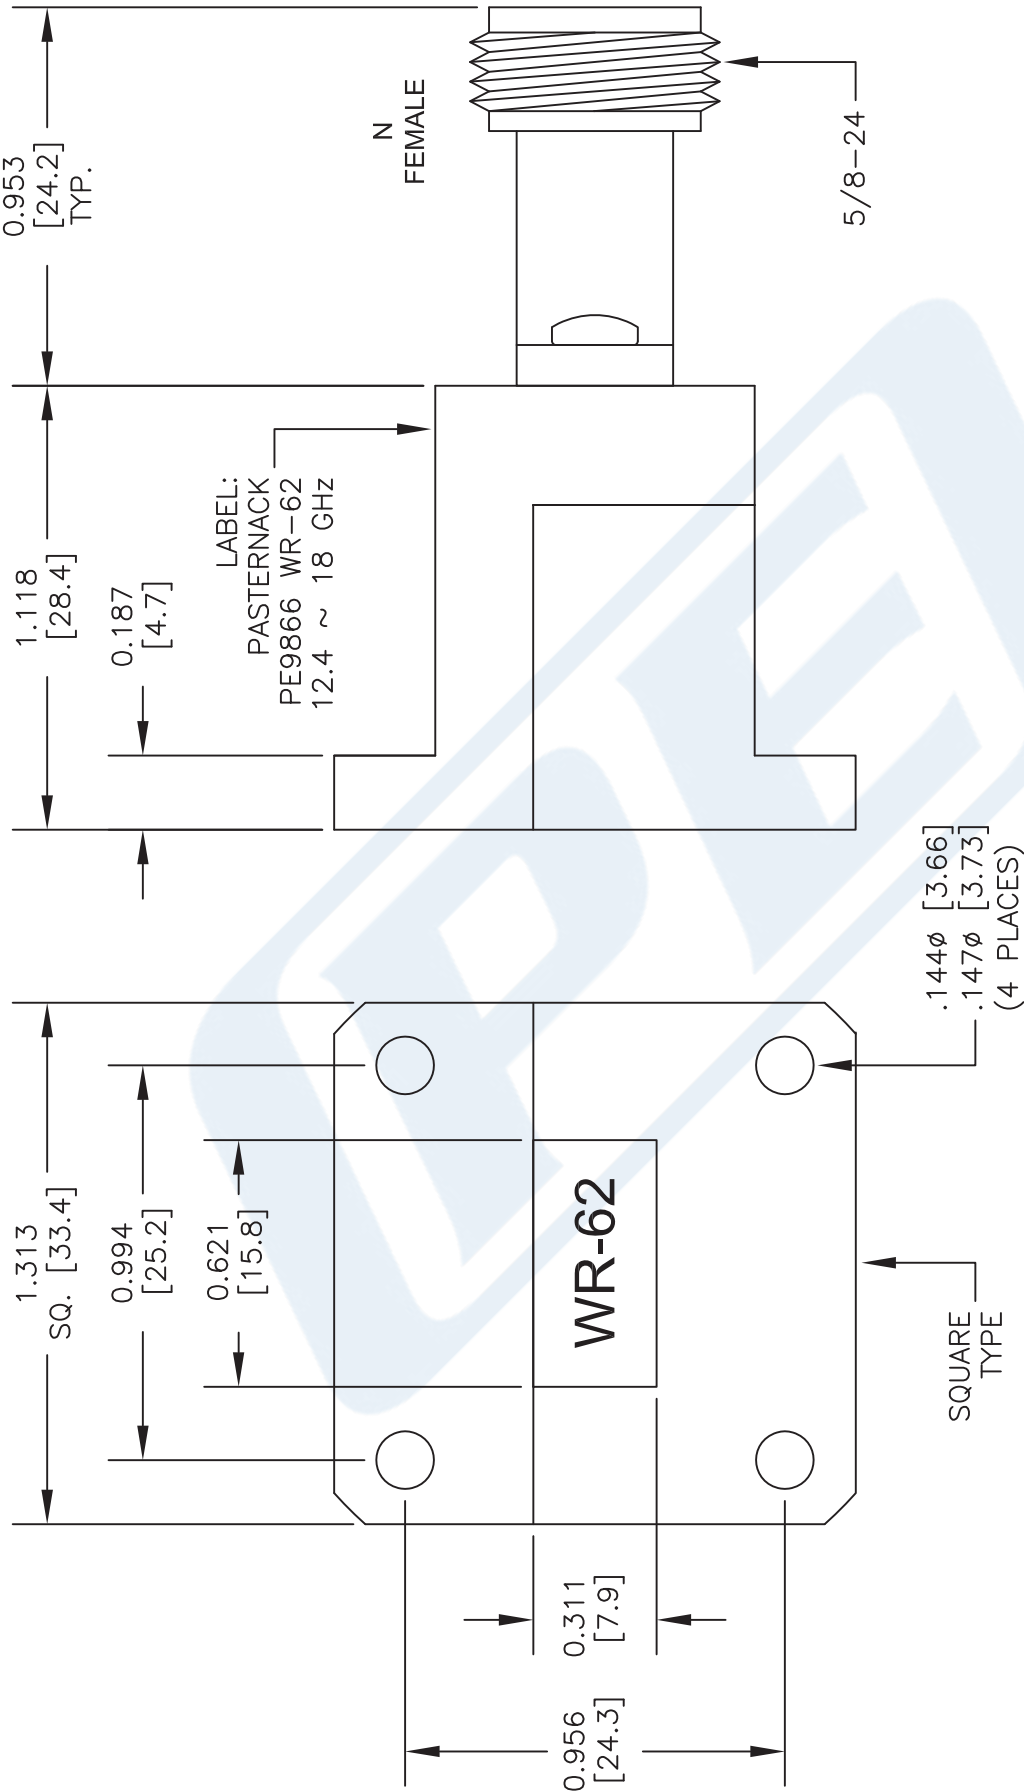 1.313
SQ. [33.4]
0.994
[25.2]
0.621
[15.8]
WR-62
0.311
[7.9]
0.956
[24.3]
SQUARE
TYPE
.144ø [3.66]
.147ø [3.73]
(4 PLACES)
1.118
[28.4]
0.187
[4.7]
LABEL:
PASTERNACK
PE9866 WR-62
12.4 ~ 18 GHz
0.953
[24.2]
TYP.
N
FEMALE
5/8-24
PE